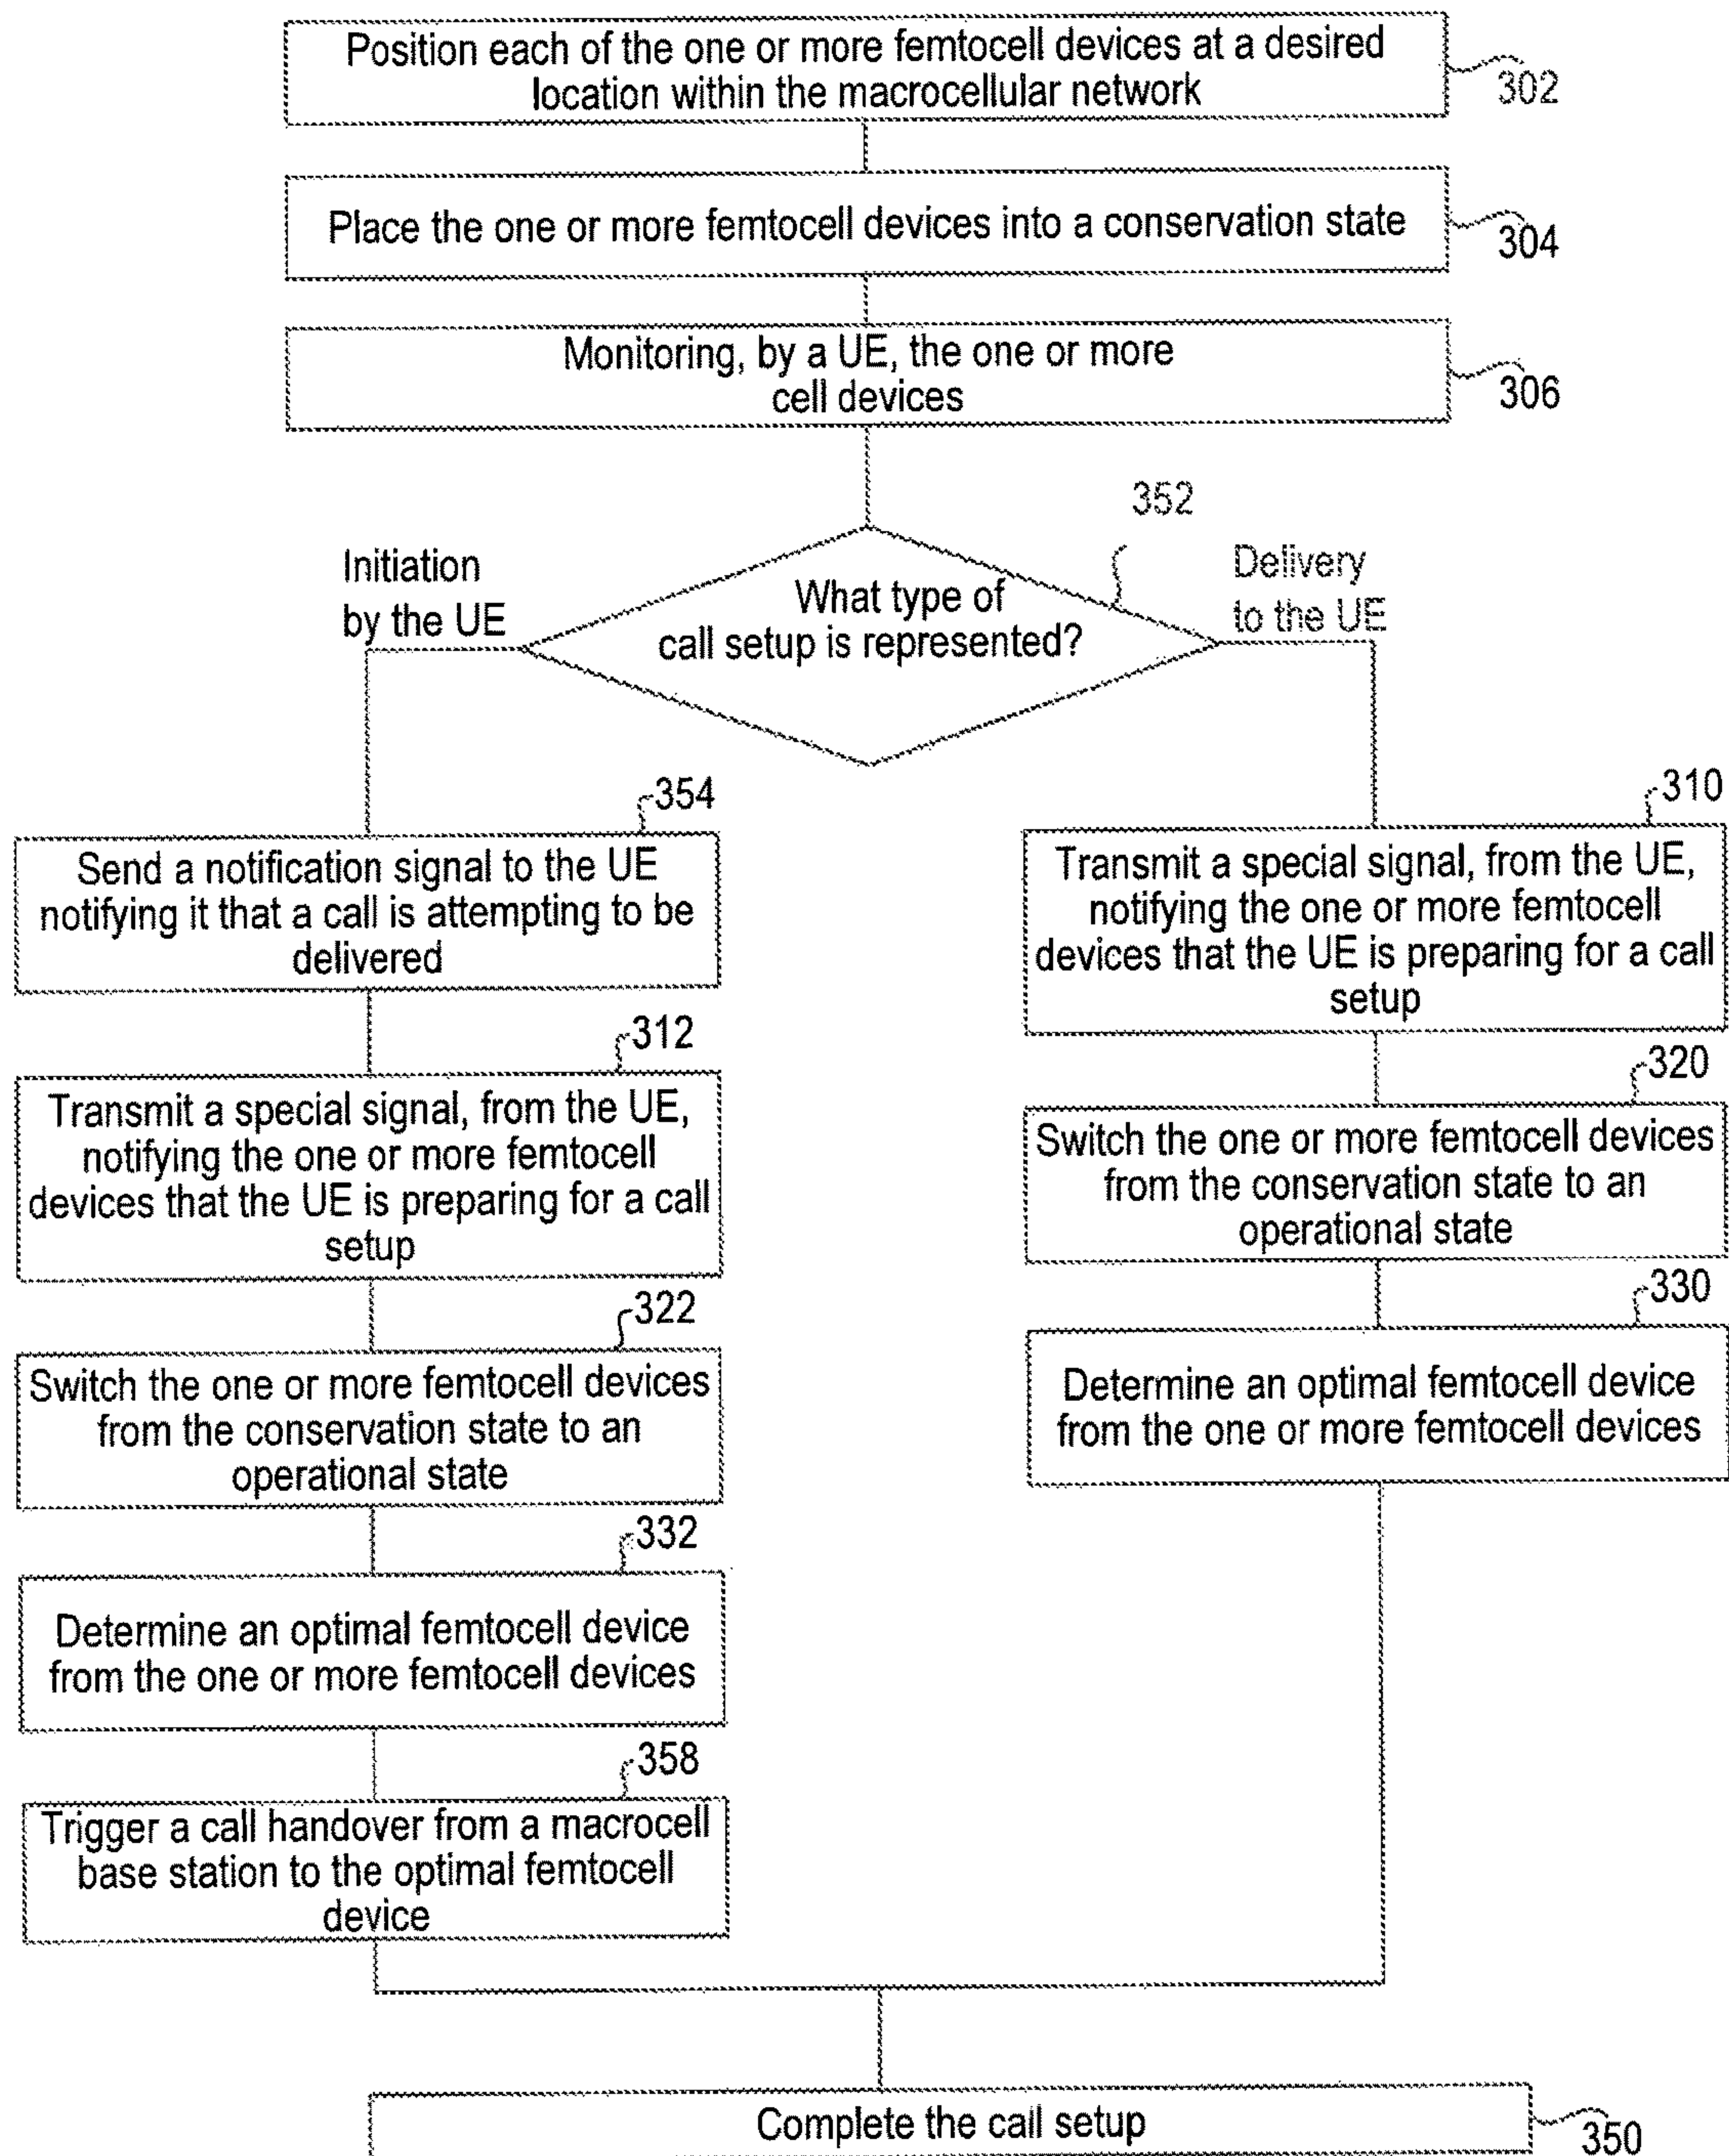 Position each of the one or more femtocell devices at a desired
location within the macrocellular network
302
Place the one or more femtocell devices into a conservation state
304
Monitoring, by a UE, the one or more
cell devices
306
352
Initiation
by the UE
What type of
call setup is represented?
Delivery
to the UE
354
Send a notification signal to the UE
notifying it that a call is attempting to be
delivered
312
Transmit a special signal, from the UE,
notifying the one or more femtocell
devices that the UE is preparing for a call
setup
322
Switch the one or more femtocell devices
from the conservation state to an
operational state
332
Determine an optimal femtocell device
from the one or more femtocell devices
358
Trigger a call handover from a macrocell
base station to the optimal femtocell
device
310
Transmit a special signal, from the UE,
notifying the one or more femtocell
devices that the UE is preparing for a call
setup
320
Switch the one or more femtocell devices
from the conservation state to an
operational state
330
Determine an optimal femtocell device
from the one or more femtocell devices
Complete the call setup
350